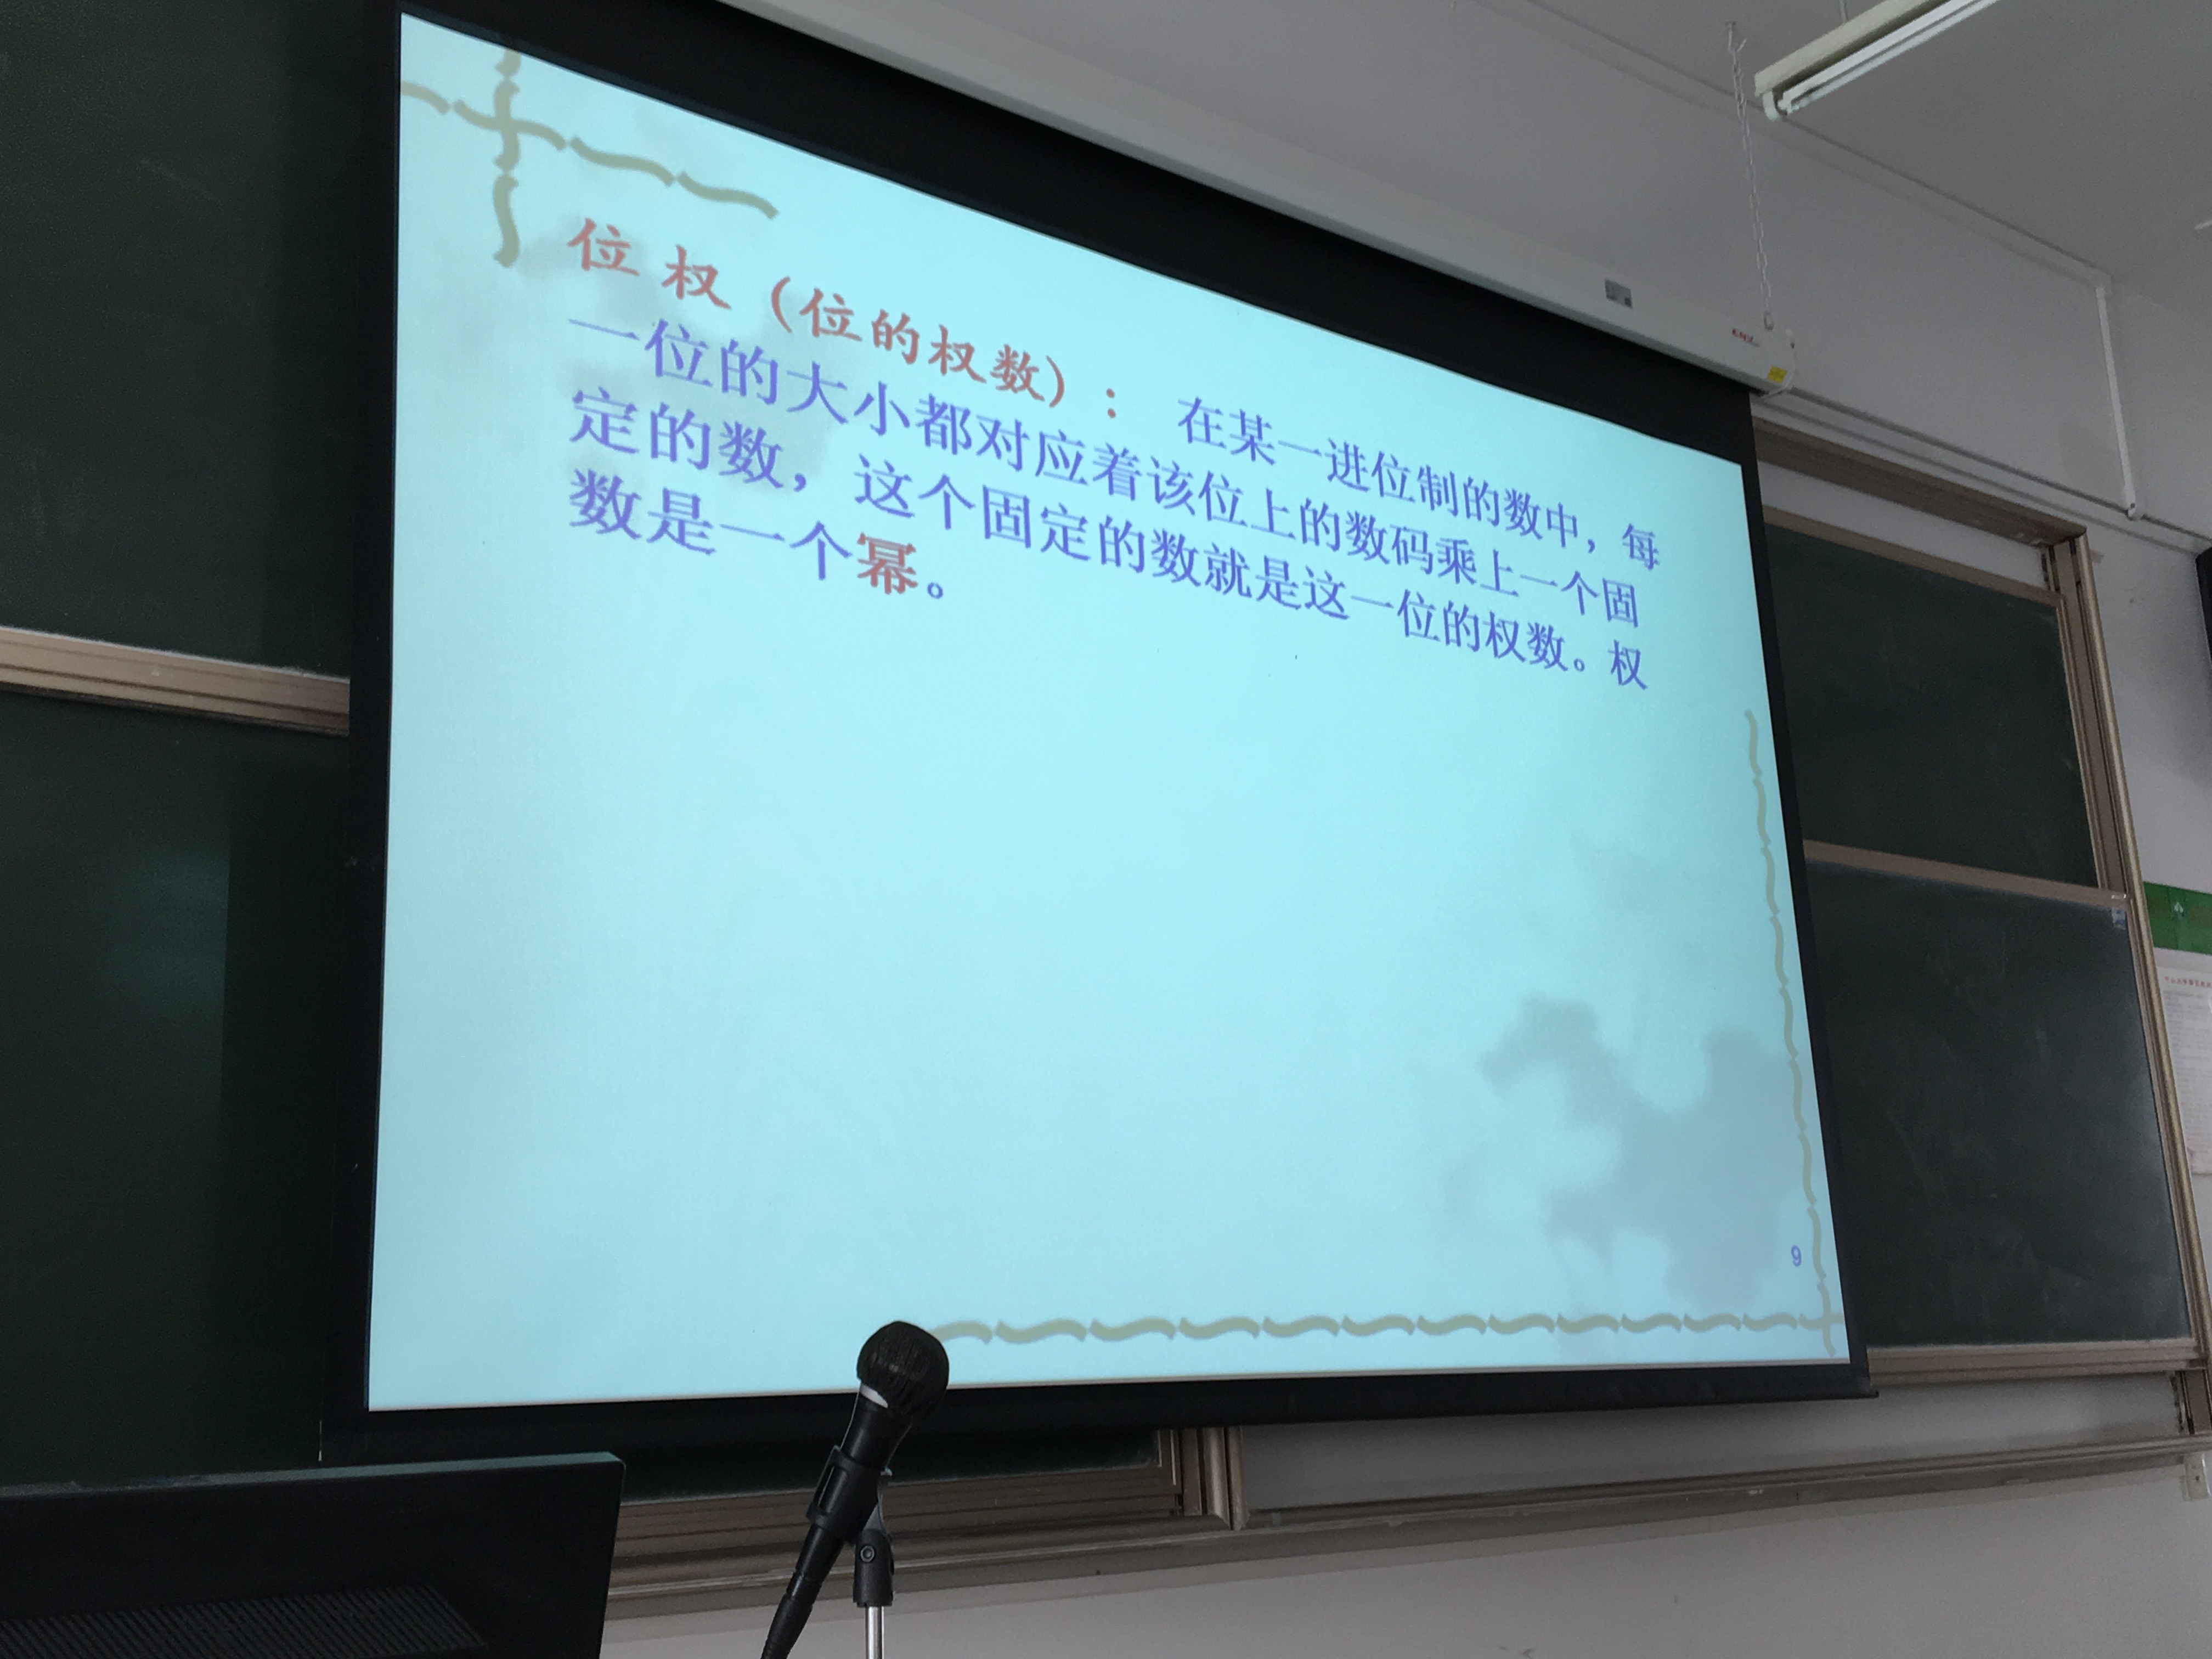 位 权（位的权数）： 在某一进位制的数中，每
一位的大小都对应着该位上的数码乘上一个固
定的数，这个固定的数就是这一位的权数。权
数是一个幂。
9